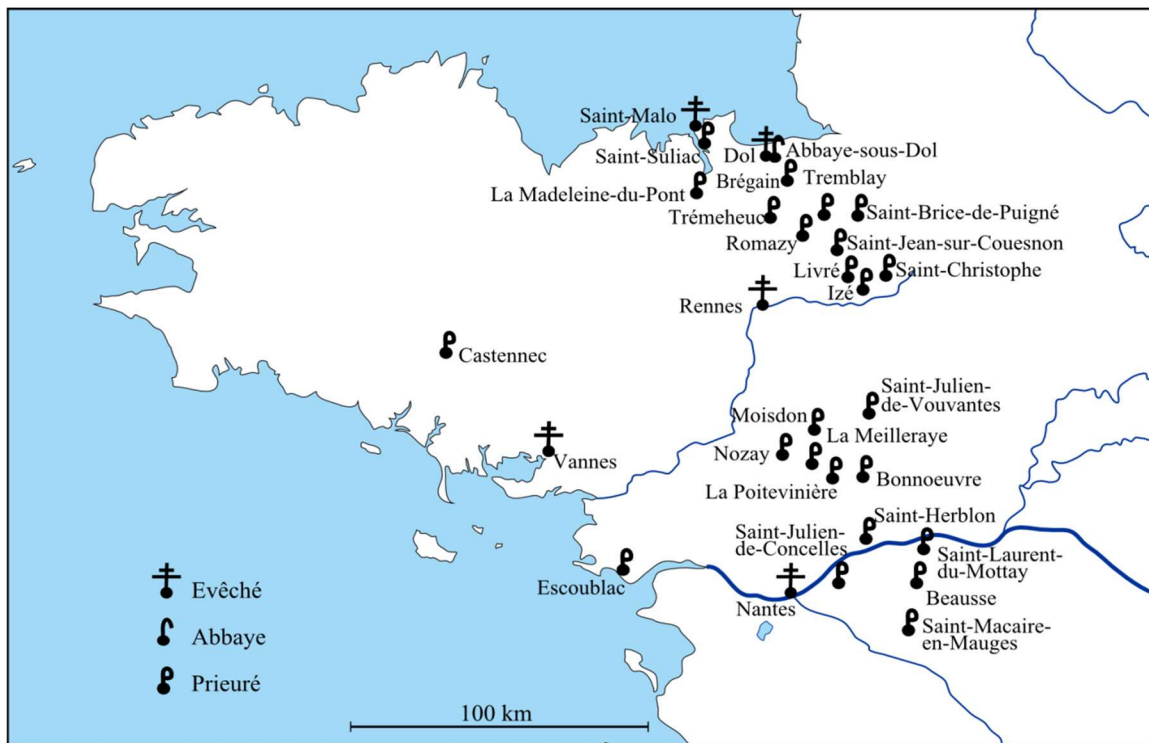 Saint-Malo
Saint-Suliac
Dol
Abbaye-sous-Dol
Brégain
Tremblay
La Madeleine-du-Pont
Trémeheuc
Saint-Brice-de-Puigné
Romazy
Saint-Jean-sur-Couesnon
Livré
Saint-Christophe
Izé
Rennes
Castennec
Saint-Julien-
de-Vouvantes
Moisdon
La Meilleraye
Nozay
Vannes
Bonnoeuvre
La Poitevinière
Saint-Herblon
Saint-Julien-
de-Concelles
Saint-Laurent-
du-Mottay
Escoublac
Beausse
Nantes
Saint-Macaire-
en-Mauges
Evêché
Abbaye
Prieuré
100 km